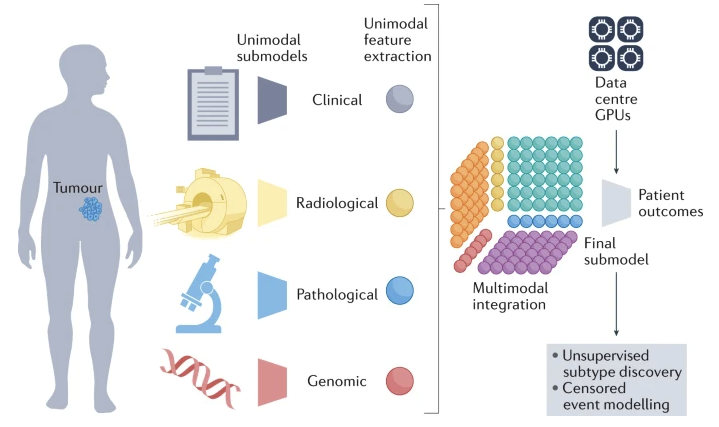 Unimodal
submodels
Unimodal
feature
extraction
Clinical
Tumour
Radiological
Pathological
Genomic
Multimodal
integration
Data
centre
GPUs
Patient
outcomes
Final
submodel
• Unsupervised
subtype discovery
• Censored
event modelling